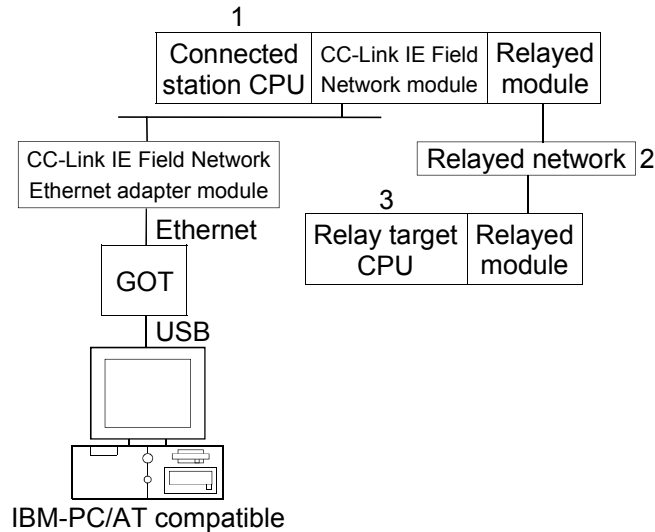 1
Connected
station CPU
CC-Link IE Field
Network module
Relayed
module
CC-Link IE Field Network
Ethernet adapter module
Relayed network
2
3
Ethernet
Relay target
CPU
Relayed
module
GOT
USB
IBM-PC/AT compatible